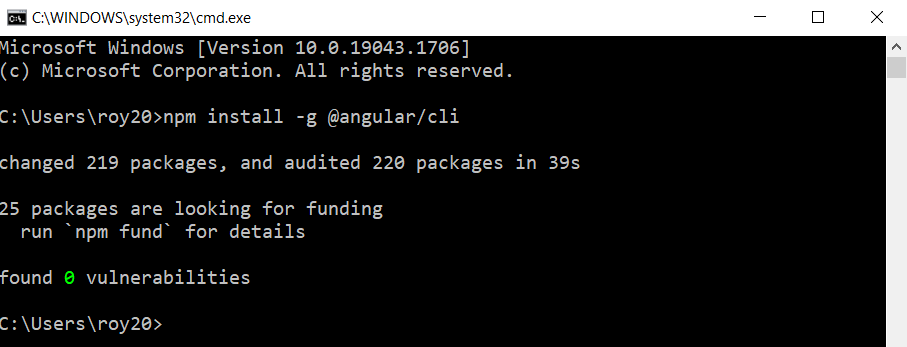 C:\WINDOWS\system32\cmd.exe
Microsoft Windows [Version 10.0.19043.1706]
(c) Microsoft Corporation. All rights reserved.
C:\Users\roy20>npm install -g @angular/cli
changed 219 packages, and audited 220 packages in 39s
25 packages are looking for funding
  run `npm fund` for details
found 0 vulnerabilities
C:\Users\roy20>